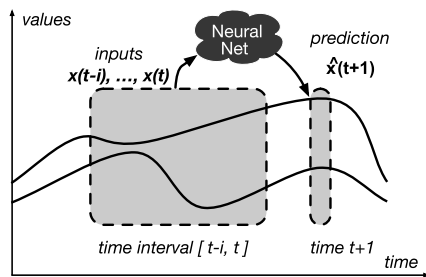 values
inputs
x(t-i), ..., x(t)
Neural
Net
prediction
x̂(t+1)
time interval [ t-i, t ]
time t+1
time